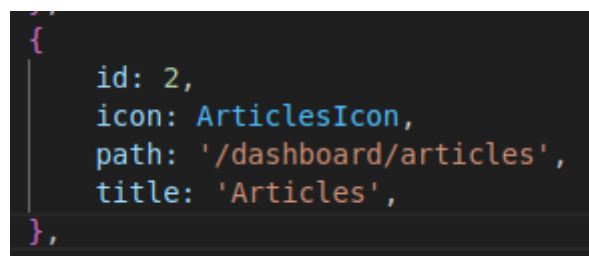 {
id: 2,
icon: ArticlesIcon,
path: '/dashboard/articles',
title: 'Articles',
},